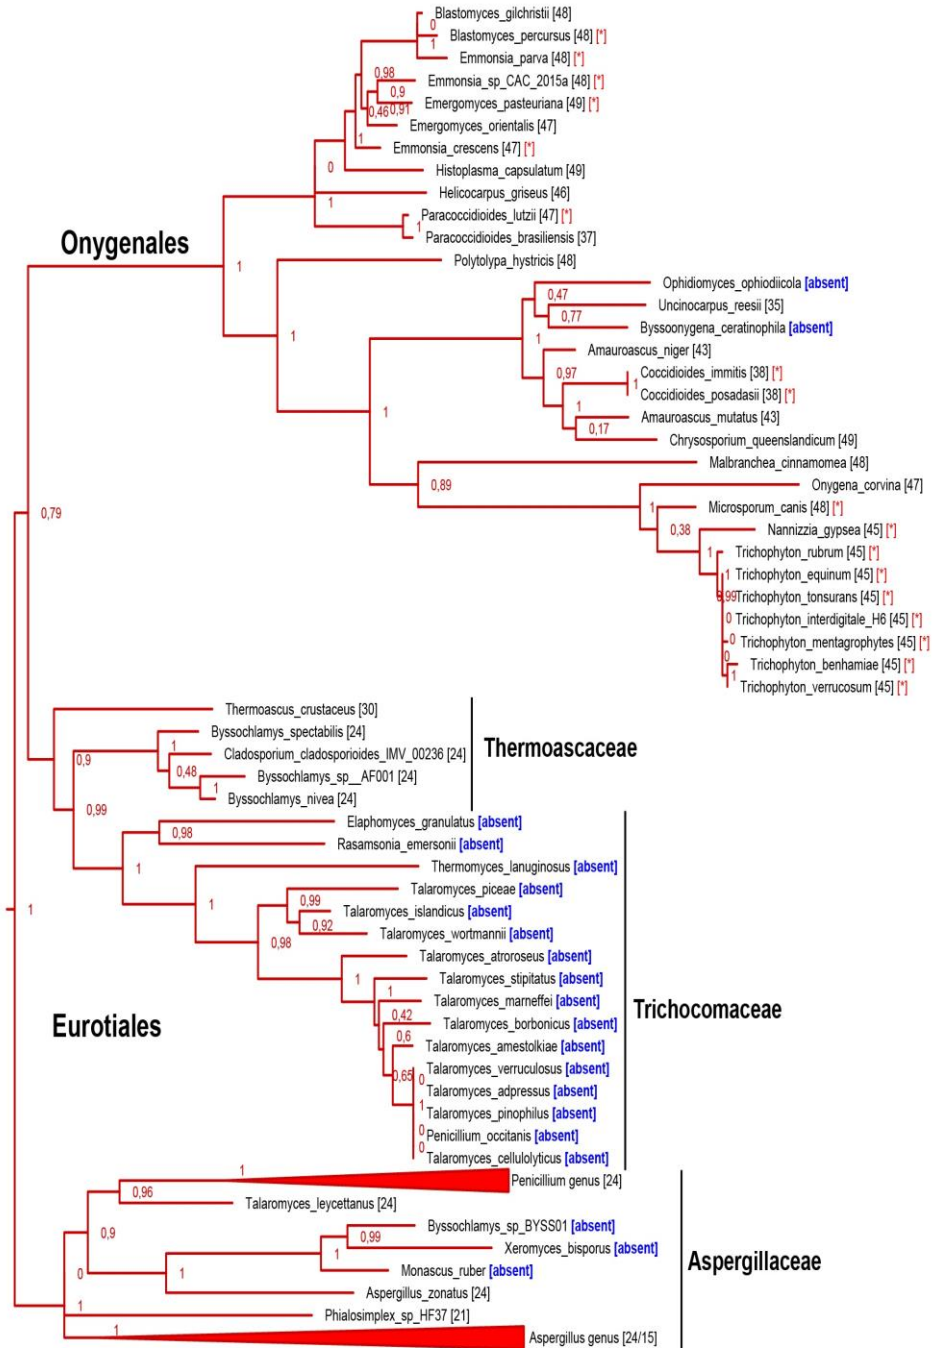 Blastomyces_gilchristii [48]
0
Blastomyces_percursus [48] [*]
1
Emmonsia_parva [48] [*]
0,98
Emmonsia_sp_CAC_2015a [48] [*]
0,9
Emergomyces_pasteuriana [49] [*]
0,46
0,91
Emergomyces_orientalis [47]
1
Emmonsia_crescens [47] [*]
0
Histoplasma_capsulatum [49]
Helicocarpus_griseus [46]
1
Paracoccidioides_lutzii [47] [*]
1
Paracoccidioides_brasiliensis [37]
Onygenales
1
Polytolypa_hystricis [48]
Ophidiomyces_ophiodiicola [absent]
0,47
Uncinocarpus_reesii [35]
0,77
Byssoonygena_ceratinophila [absent]
1
1
Amauroascus_niger [43]
0,97
Coccidioides_immitis [38] [*]
1
Coccidioides_posadasii [38] [*]
1
1
Amauroascus_mutatus [43]
0,17
Chrysosporium_queenslandicum [49]
Malbranchea_cinnamomea [48]
0,89
Onygena_corvina [47]
1
Microsporum_canis [48] [*]
0,79
0,38
Nannizzia_gypsea [45] [*]
1
Trichophyton_rubrum [45] [*]
1
Trichophyton_equinum [45] [*]
0,99
Trichophyton_tonsurans [45] [*]
0
Trichophyton_interdigitale_H6 [45] [*]
0
Trichophyton_mentagrophytes [45] [*]
0
Trichophyton_benhamiae [45] [*]
1
Trichophyton_verrucosum [45] [*]
Thermoascus_crustaceus [30]
Byssochlamys_spectabilis [24]
1
0,9
Cladosporium_cladosporioides_IMV_00236 [24]
Thermoascaceae
0,48
Byssochlamys_sp__AF001 [24]
1
Byssochlamys_nivea [24]
0,99
Elaphomyces_granulatus [absent]
0,98
Rasamsonia_emersonii [absent]
1
Thermomyces_lanuginosus [absent]
Talaromyces_piceae [absent]
0,99
1
1
Talaromyces_islandicus [absent]
0,92
Talaromyces_wortmannii [absent]
0,98
Talaromyces_atroroseus [absent]
1
Talaromyces_stipitatus [absent]
1
Talaromyces_marneffei [absent]
Trichocomaceae
0,42
Talaromyces_borbonicus [absent]
Eurotiales
0,6
Talaromyces_amestolkiae [absent]
Talaromyces_verruculosus [absent]
0,65
0
Talaromyces_adpressus [absent]
1
Talaromyces_pinophilus [absent]
0
Penicillium_occitanis [absent]
0
Talaromyces_cellulolyticus [absent]
1
Penicillium genus [24]
0,96
Talaromyces_leycettanus [24]
Byssochlamys_sp_BYSS01 [absent]
0,9
0,99
Xeromyces_bisporus [absent]
1
Aspergillaceae
Monascus_ruber [absent]
0
1
Aspergillus_zonatus [24]
1
Phialosimplex_sp_HF37 [21]
1
Aspergillus genus [24/15]